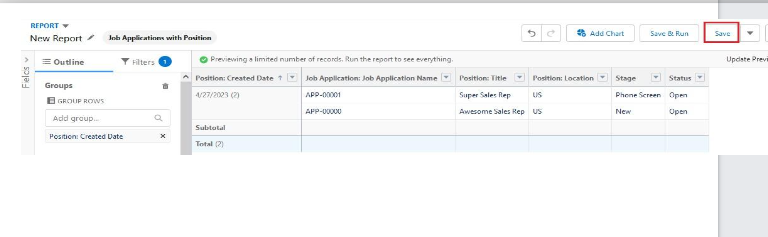 REPORT
New Report Job Applications with Position Add Chart Save & Run Save
Fields Outline Filters 1 Previewing a limited number of records. Run the report to see everything. Update Previ
Groups
GROUP ROWS
Add group...
Position: Created Date
Position: Created Date Job Application: Job Application Name Position: Title Position: Location Stage Status
4/27/2023 (2) APP-00001 Super Sales Rep US Phone Screen Open
APP-00000 Awesome Sales Rep US New Open
Subtotal
Total (2)